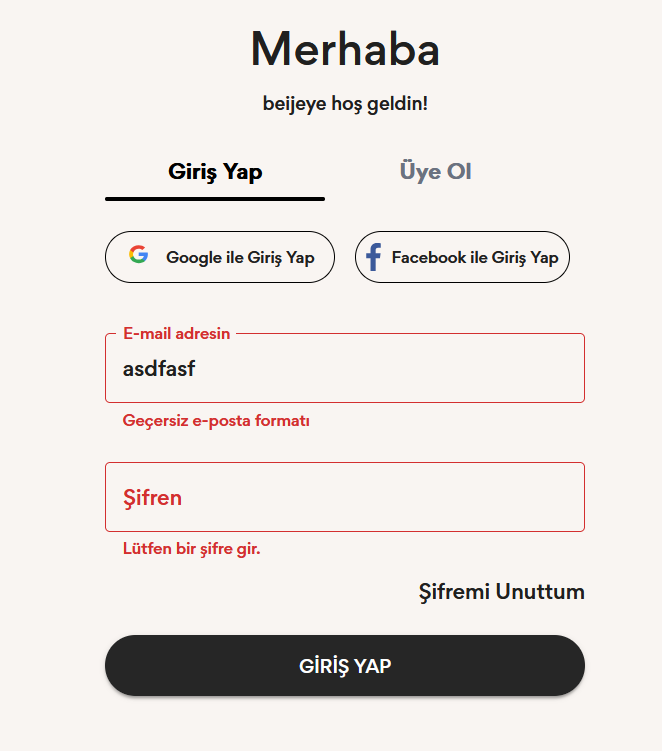 Merhaba
beijeye hoş geldin!
Giriş Yap Üye Ol
Google ile Giriş Yap Facebook ile Giriş Yap
E-mail adresin
asdfasf
Geçersiz e-posta formatı
Şifren
Lütfen bir şifre gir.
Şifremi Unuttum
GİRİŞ YAP